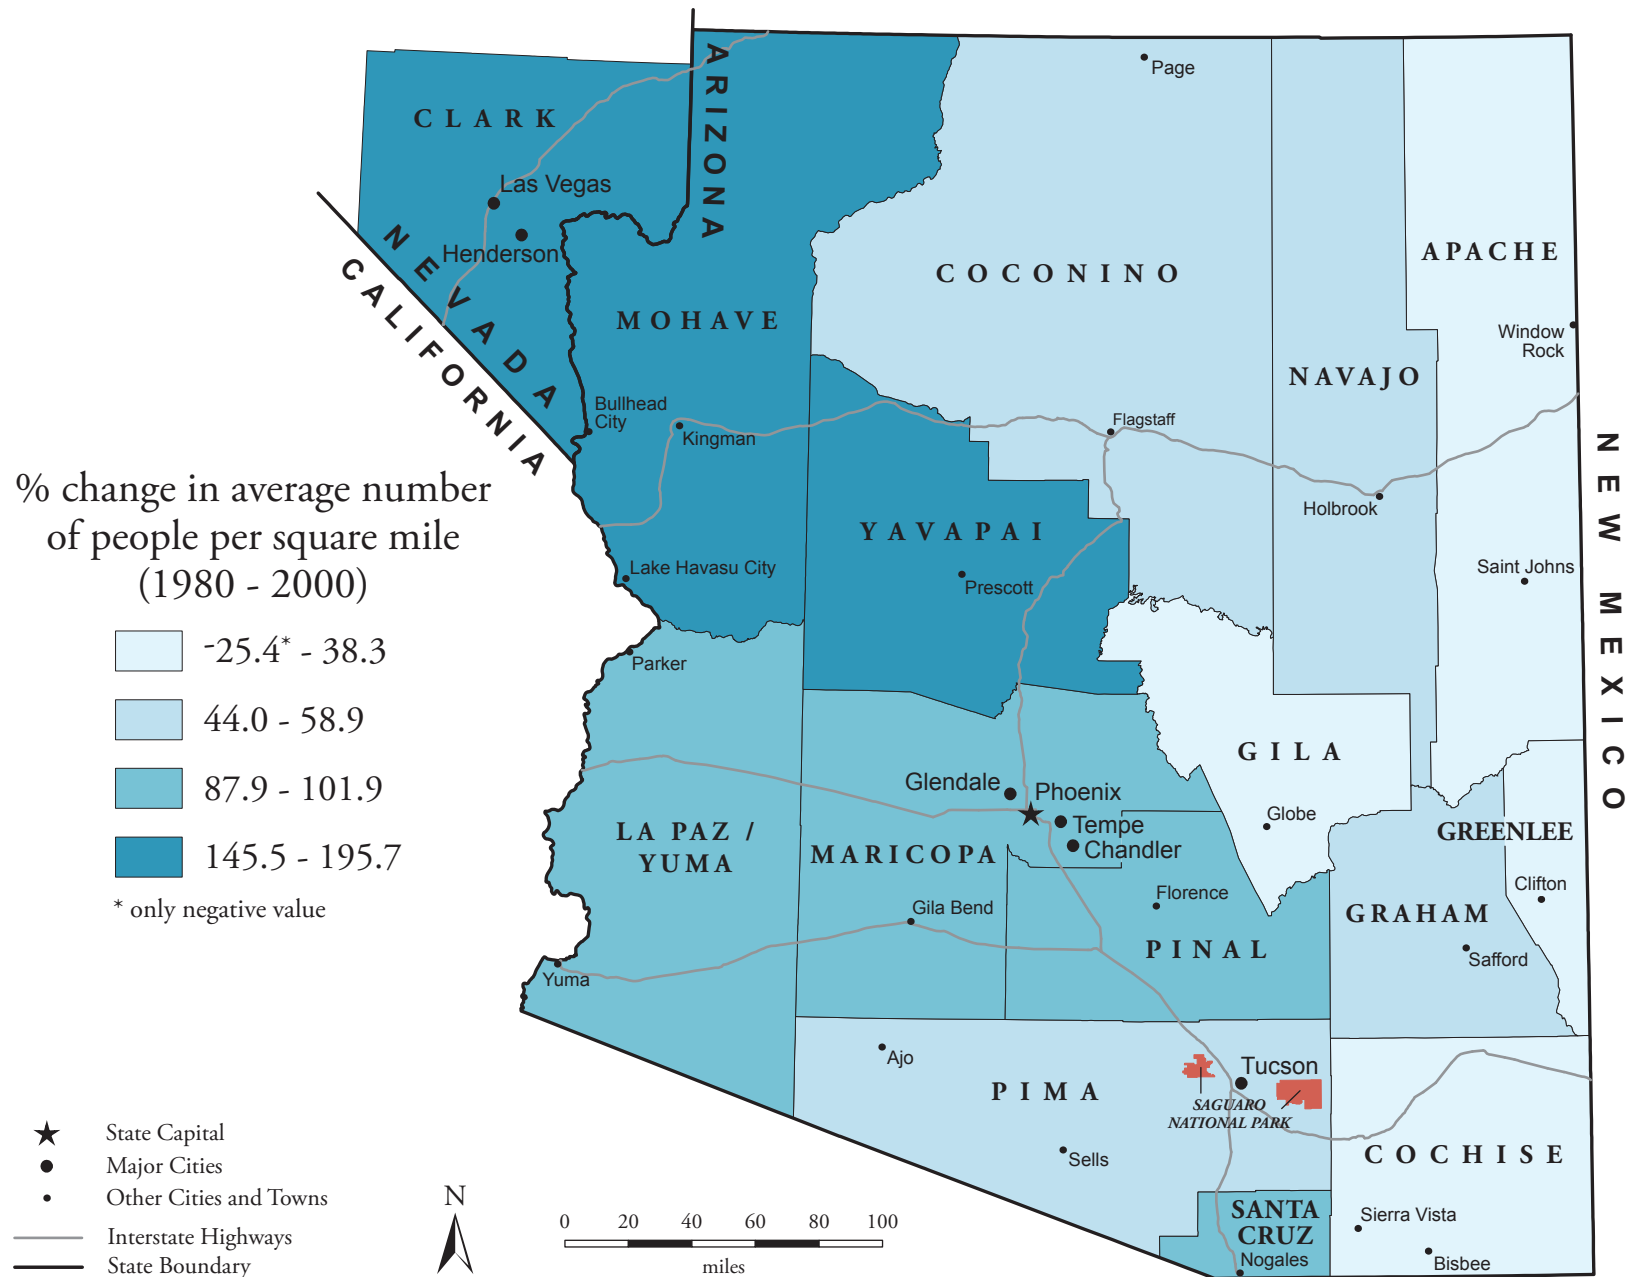 ARIZONA
Page
CLARK
Las Vegas
Henderson
NEVADA
CALIFORNIA
MOHAVE
COCONINO
APACHE
Window
Rock
NAVAJO
Bullhead
City
Kingman
Flagstaff
Holbrook
NEW MEXICO
% change in average number
of people per square mile
(1980 - 2000)
-25.4* - 38.3
44.0 - 58.9
87.9 - 101.9
145.5 - 195.7
* only negative value
YAVAPAI
Prescott
Lake Havasu City
Saint Johns
Parker
GILA
Globe
Glendale
Phoenix
Tempe
Chandler
LA PAZ /
YUMA
MARICOPA
GREENLEE
Clifton
Florence
Gila Bend
PINAL
GRAHAM
Safford
Yuma
Ajo
PIMA
Tucson
SAGUARO
NATIONAL PARK
Sells
COCHISE
SANTA
CRUZ
Nogales
Sierra Vista
Bisbee
State Capital
Major Cities
Other Cities and Towns
Interstate Highways
State Boundary
N
0 20 40 60 80 100
miles